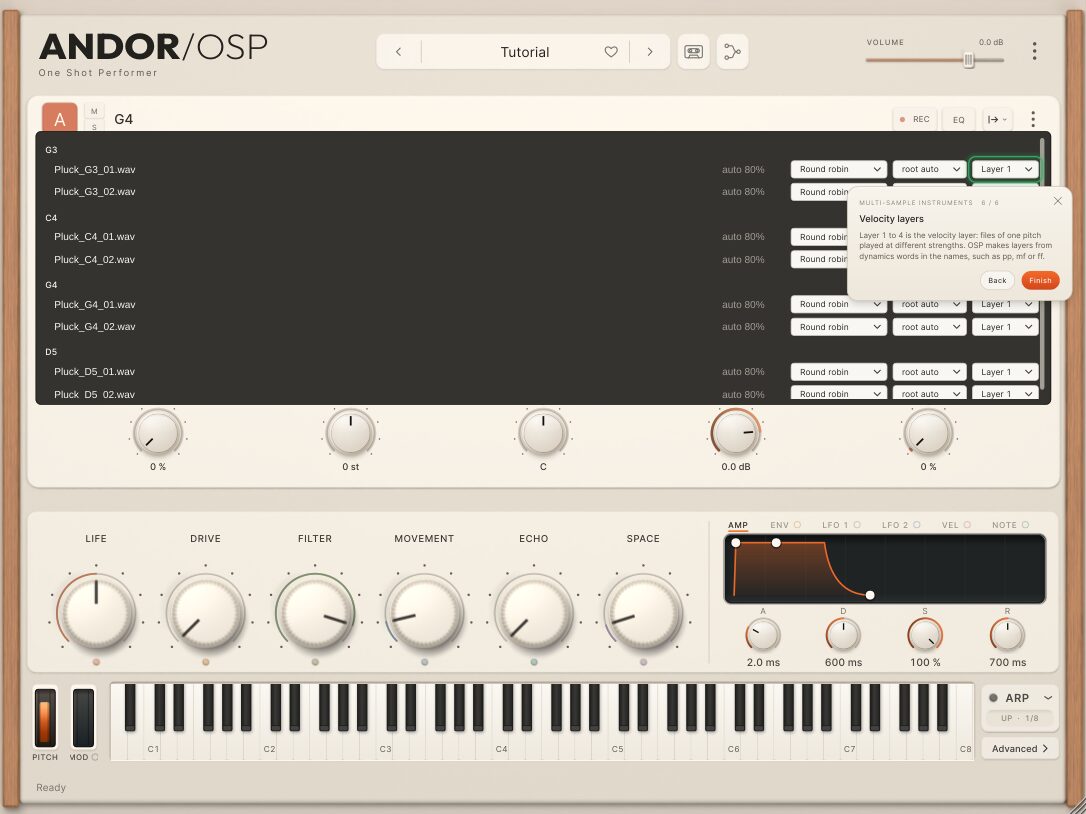 ANDOR/OSP
One Shot Performer
Tutorial
VOLUME 0.0 dB
A M S G4 REC EQ
G3
Pluck_G3_01.wav auto 80% Round robin root auto Layer 1
Pluck_G3_02.wav auto 80% Round robin
C4
Pluck_C4_01.wav auto 80% Round robin
Pluck_C4_02.wav auto 80% Round robin
G4
Pluck_G4_01.wav auto 80% Round robin root auto Layer 1
Pluck_G4_02.wav auto 80% Round robin root auto Layer 1
D5
Pluck_D5_01.wav auto 80% Round robin root auto Layer 1
Pluck_D5_02.wav auto 80% Round robin root auto Layer 1
MULTI-SAMPLE INSTRUMENTS 6 / 6
Velocity layers
Layer 1 to 4 is the velocity layer: files of one pitch
played at different strengths. OSP makes layers from
dynamics words in the names, such as pp, mf or ff.
Back Finish
0 % 0 st C 0.0 dB 0 %
LIFE DRIVE FILTER MOVEMENT ECHO SPACE
AMP ENV LFO 1 LFO 2 VEL NOTE
A D S R
2.0 ms 600 ms 100 % 700 ms
PITCH MOD
C1 C2 C3 C4 C5 C6 C7 C8
ARP
UP · 1/8
Advanced
Ready